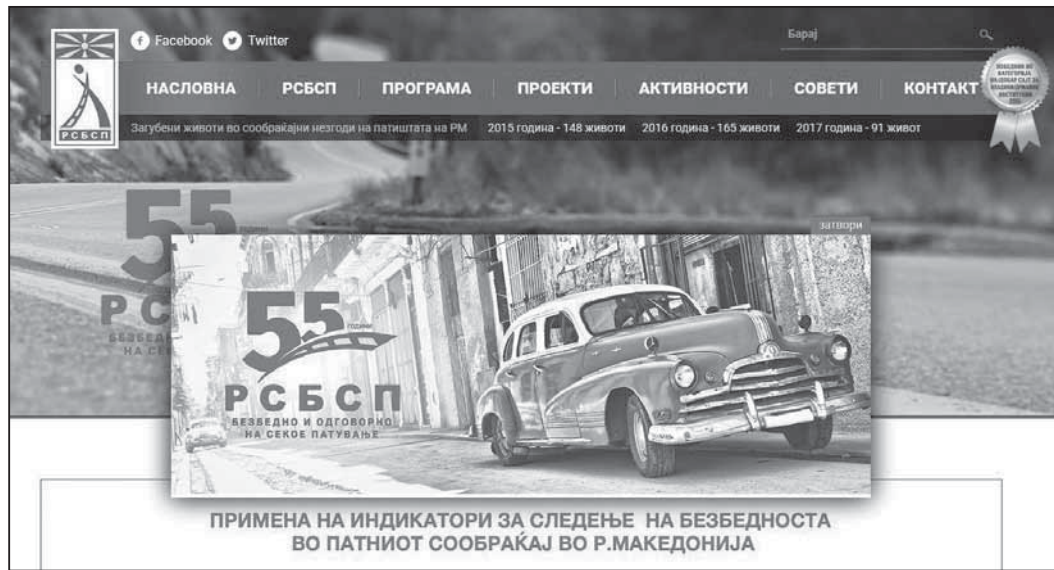 Facebook Twitter
Барај
НАСЛОВНА РСБСП ПРОГРАМА ПРОЕКТИ АКТИВНОСТИ СОВЕТИ КОНТАКТ
РСБСП
Загубени животи во сообраќајни незгоди на патиштата на РМ 2015 година - 148 животи 2016 година - 165 животи 2017 година - 91 живот
55
ГОДИНИ
затвори
55
ГОДИНИ
РСБСП
БЕЗБЕДНО И ОДГОВОРНО
НА СЕКОЕ ПАТУВАЊЕ
ПРИМЕНА НА ИНДИКАТОРИ ЗА СЛЕДЕЊЕ НА БЕЗБЕДНОСТА
ВО ПАТНИОТ СООБРАЌАЈ ВО Р.МАКЕДОНИЈА